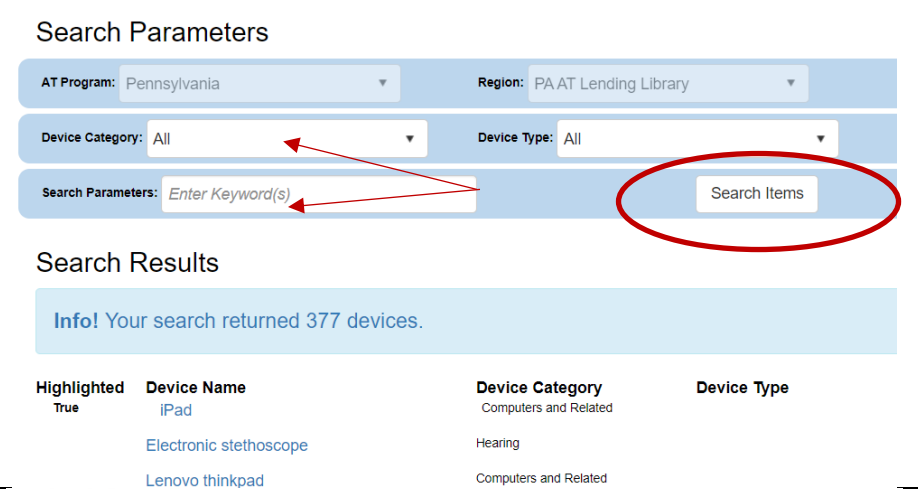 Search Parameters
AT Program: Pennsylvania Region: PA AT Lending Library
Device Category: All Device Type: All
Search Parameters: Enter Keyword(s) Search Items
Search Results
Info! Your search returned 377 devices.
Highlighted Device Name Device Category Device Type
True iPad Computers and Related
Electronic stethoscope Hearing
Lenovo thinkpad Computers and Related